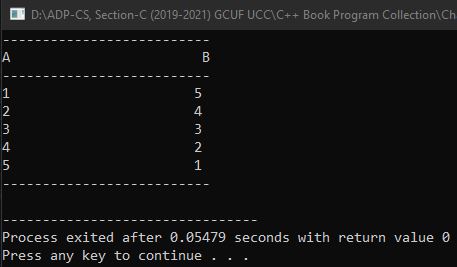 D:\ADP-CS, Section-C (2019-2021) GCUF UCC\C++ Book Program Collection\Cha
--------------------------
A                        B
--------------------------
1                       5
2                       4
3                       3
4                       2
5                       1
--------------------------
--------------------------------
Process exited after 0.05479 seconds with return value 0
Press any key to continue . . .